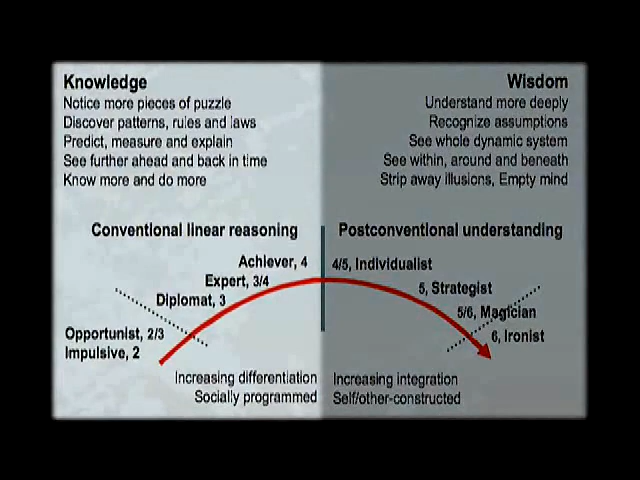 Knowledge
Notice more pieces of puzzle
Discover patterns, rules and laws
Predict, measure and explain
See further ahead and back in time
Know more and do more
Wisdom
Understand more deeply
Recognize assumptions
See whole dynamic system
See within, around and beneath
Strip away illusions, Empty mind
Conventional linear reasoning
Postconventional understanding
Achiever, 4
Expert, 3/4
Diplomat, 3
Opportunist, 2/3
Impulsive, 2
4/5, Individualist
5, Strategist
5/6, Magician
6, Ironist
Increasing differentiation
Socially programmed
Increasing integration
Self/other-constructed